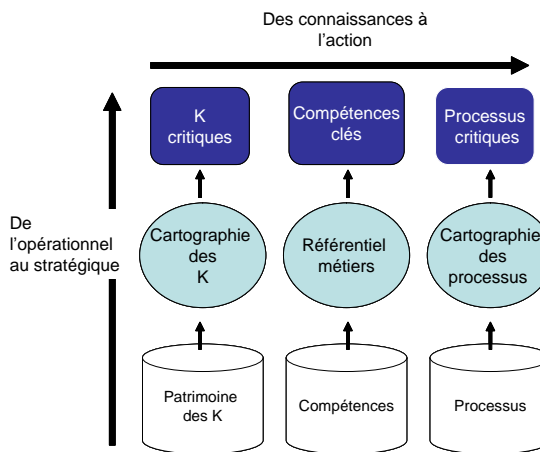 Des connaissances à
l'action
K
critiques
Compétences
clés
Processus
critiques
De
l'opérationnel
au stratégique
Cartographie
des
K
Référentiel
métiers
Cartographie
des
processus
Patrimoine
des K
Compétences
Processus